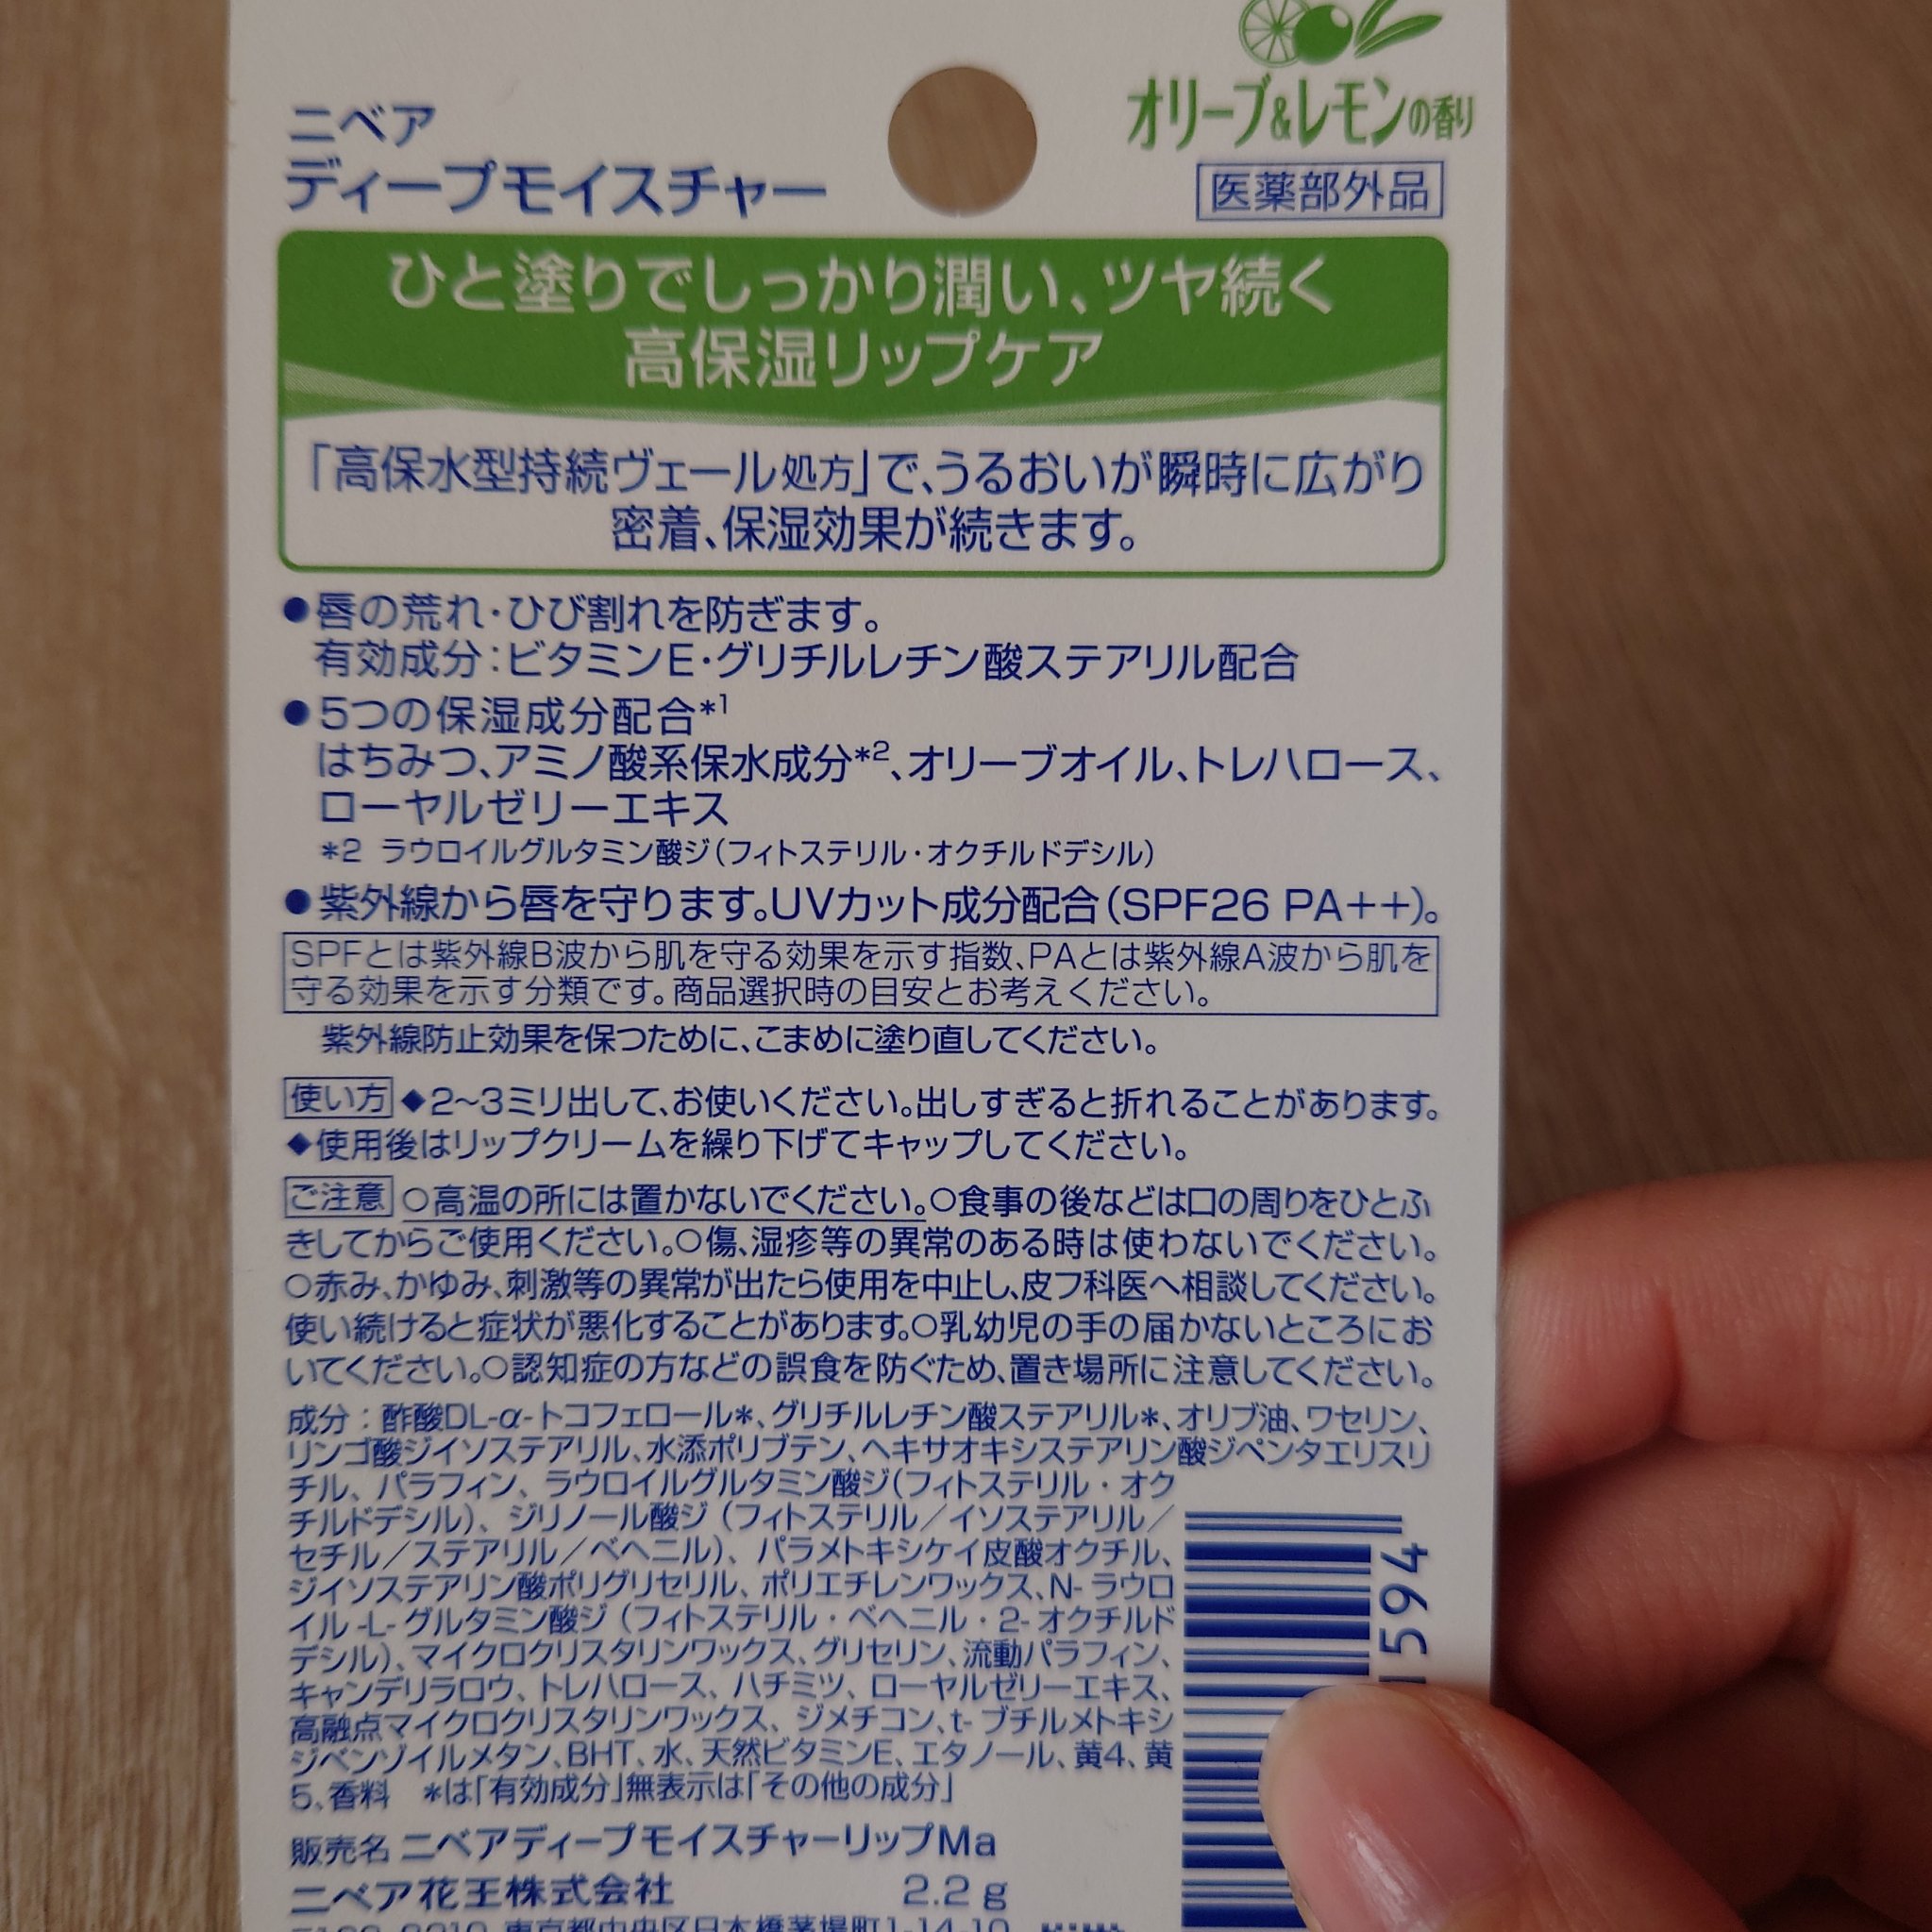 オリーブ&レモンの香り
ニベア
ディープモイスチャー
医薬部外品
ひと塗りでしっかり潤い、ツヤ続く
高保湿リップケア
「高保水型持続ヴェール処方」で、うるおいが瞬時に広がり
密着、保湿効果が続きます。
●唇の荒れ・ひび割れを防ぎます。
有効成分：ビタミンE・グリチルレチン酸ステアリル配合
●5つの保湿成分配合*1
はちみつ、アミノ酸系保水成分*2、オリーブオイル、トレハロース、
ローヤルゼリーエキス
*2 ラウロイルグルタミン酸ジ（フィトステリル・オクチルドデシル）
●紫外線から唇を守ります。UVカット成分配合（SPF26 PA++）。
SPFとは紫外線B波から肌を守る効果を示す指数、PAとは紫外線A波から肌を
守る効果を示す分類です。商品選択時の目安とお考えください。
紫外線防止効果を保つために、こまめに塗り直してください。
使い方 ◆2~3ミリ出して、お使いください。出しすぎると折れることがあります。
◆使用後はリップクリームを繰り下げてキャップしてください。
ご注意 ○高温の所には置かないでください。○食事の後などは口の周りをひとふ
きしてからご使用ください。○傷、湿疹等の異常のある時は使わないでください。
○赤み、かゆみ、刺激等の異常が出たら使用を中止し、皮フ科医へ相談してください。
使い続けると症状が悪化することがあります。○乳幼児の手の届かないところにお
いてください。○認知症の方などの誤食を防ぐため、置き場所に注意してください。
成分：酢酸DL-α-トコフェロール*、グリチルレチン酸ステアリル*、オリブ油、ワセリン、
リンゴ酸ジイソステアリル、水添ポリブテン、ヘキサオキシステアリン酸ジペンタエリスリ
チル、パラフィン、ラウロイルグルタミン酸ジ（フィトステリル・オク
チルドデシル）、ジリノール酸ジ（フィトステリル／イソステアリル／
セチル／ステアリル／ベヘニル）、パラメトキシケイ皮酸オクチル、
ジイソステアリン酸ポリグリセリル、ポリエチレンワックス、N-ラウロ
イル-L-グルタミン酸ジ（フィトステリル・ベヘニル・2-オクチルド
デシル）、マイクロクリスタリンワックス、グリセリン、流動パラフィン、
キャンデリラロウ、トレハロース、ハチミツ、ローヤルゼリーエキス、
高融点マイクロクリスタリンワックス、ジメチコン、t-ブチルメトキシ
ジベンゾイルメタン、BHT、水、天然ビタミンE、エタノール、黄4、黄
5、香料 *は「有効成分」無表示は「その他の成分」
販売名 ニベアディープモイスチャーリップMa
ニベア花王株式会社 2.2g
東京都中央区日本橋茅場町1-14-10
594